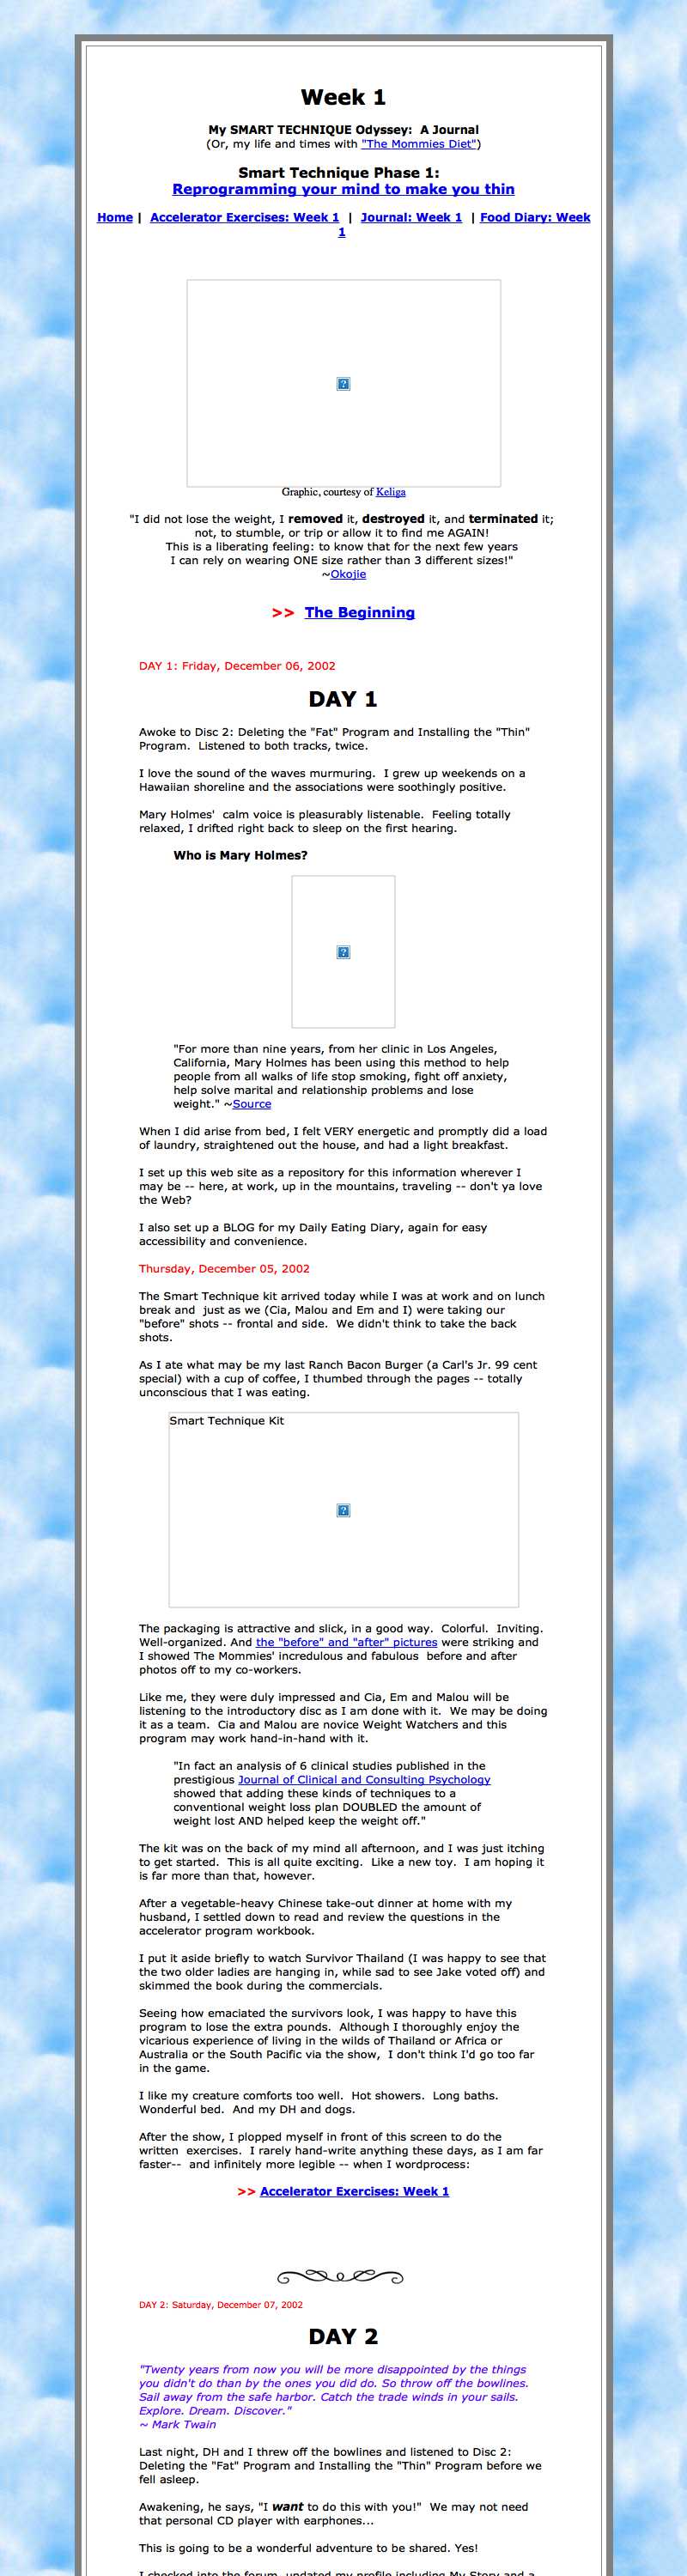 Week 1
My SMART TECHNIQUE Odyssey:  A Journal
(Or, my life and times with "The Mommies Diet")
Smart Technique Phase 1:
Reprogramming your mind to make you thin
Home |  Accelerator Exercises: Week 1  |  Journal: Week 1  | Food Diary: Week
1
Graphic, courtesy of Keliga
"I did not lose the weight, I removed it, destroyed it, and terminated it;
not, to stumble, or trip or allow it to find me AGAIN!
This is a liberating feeling: to know that for the next few years
I can rely on wearing ONE size rather than 3 different sizes!"
~Okojie
>>  The Beginning
DAY 1: Friday, December 06, 2002
DAY 1
Awoke to Disc 2: Deleting the "Fat" Program and Installing the "Thin"
Program.  Listened to both tracks, twice.
I love the sound of the waves murmuring.  I grew up weekends on a
Hawaiian shoreline and the associations were soothingly positive.
Mary Holmes'  calm voice is pleasurably listenable.  Feeling totally
relaxed, I drifted right back to sleep on the first hearing.
Who is Mary Holmes?
"For more than nine years, from her clinic in Los Angeles,
California, Mary Holmes has been using this method to help
people from all walks of life stop smoking, fight off anxiety,
help solve marital and relationship problems and lose
weight." ~Source
When I did arise from bed, I felt VERY energetic and promptly did a load
of laundry, straightened out the house, and had a light breakfast.
I set up this web site as a repository for this information wherever I
may be -- here, at work, up in the mountains, traveling -- don't ya love
the Web?
I also set up a BLOG for my Daily Eating Diary, again for easy
accessibility and convenience.
Thursday, December 05, 2002
The Smart Technique kit arrived today while I was at work and on lunch
break and  just as we (Cia, Malou and Em and I) were taking our
"before" shots -- frontal and side.  We didn't think to take the back
shots.
As I ate what may be my last Ranch Bacon Burger (a Carl's Jr. 99 cent
special) with a cup of coffee, I thumbed through the pages -- totally
unconscious that I was eating.
Smart Technique Kit
The packaging is attractive and slick, in a good way.  Colorful.  Inviting.
Well-organized. And the "before" and "after" pictures were striking and
I showed The Mommies' incredulous and fabulous  before and after
photos off to my co-workers.
Like me, they were duly impressed and Cia, Em and Malou will be
listening to the introductory disc as I am done with it.  We may be doing
it as a team.  Cia and Malou are novice Weight Watchers and this
program may work hand-in-hand with it.
"In fact an analysis of 6 clinical studies published in the
prestigious Journal of Clinical and Consulting Psychology
showed that adding these kinds of techniques to a
conventional weight loss plan DOUBLED the amount of
weight lost AND helped keep the weight off."
The kit was on the back of my mind all afternoon, and I was just itching
to get started.  This is all quite exciting.  Like a new toy.  I am hoping it
is far more than that, however.
After a vegetable-heavy Chinese take-out dinner at home with my
husband, I settled down to read and review the questions in the
accelerator program workbook.
I put it aside briefly to watch Survivor Thailand (I was happy to see that
the two older ladies are hanging in, while sad to see Jake voted off) and
skimmed the book during the commercials.
Seeing how emaciated the survivors look, I was happy to have this
program to lose the extra pounds.  Although I thoroughly enjoy the
vicarious experience of living in the wilds of Thailand or Africa or
Australia or the South Pacific via the show,  I don't think I'd go too far
in the game.
I like my creature comforts too well.  Hot showers.  Long baths.
Wonderful bed.  And my DH and dogs.
After the show, I plopped myself in front of this screen to do the
written  exercises.  I rarely hand-write anything these days, as I am far
faster--  and infinitely more legible -- when I wordprocess:
>> Accelerator Exercises: Week 1
DAY 2: Saturday, December 07, 2002
DAY 2
"Twenty years from now you will be more disappointed by the things
you didn't do than by the ones you did do. So throw off the bowlines.
Sail away from the safe harbor. Catch the trade winds in your sails.
Explore. Dream. Discover."
~ Mark Twain
Last night, DH and I threw off the bowlines and listened to Disc 2:
Deleting the "Fat" Program and Installing the "Thin" Program before we
fell asleep.
Awakening, he says, "I want to do this with you!"  We may not need
that personal CD player with earphones...
This is going to be a wonderful adventure to be shared. Yes!
I checked into the forum, updated my profile including My Story and a